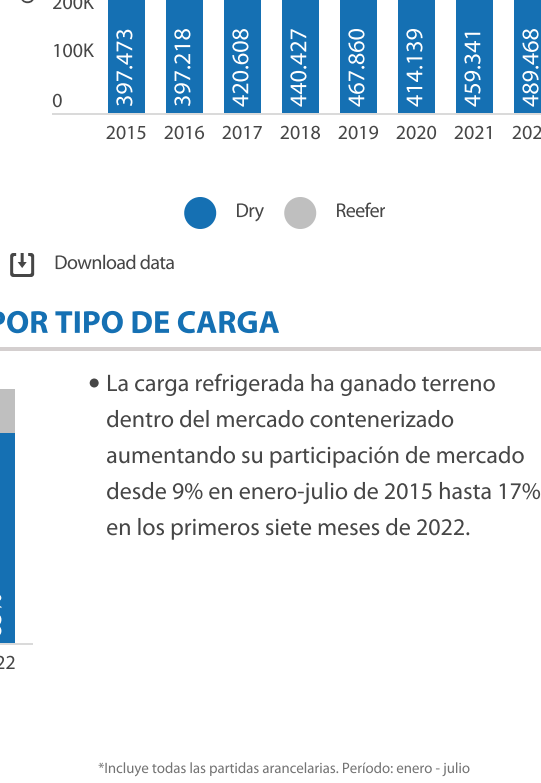 200K
100K
0
397.473
397.218
420.608
440.427
467.860
414.139
459.341
489.468
2015 2016 2017 2018 2019 2020 2021 202
Dry Reefer
Download data
POR TIPO DE CARGA
• La carga refrigerada ha ganado terreno
dentro del mercado contenerizado
aumentando su participación de mercado
desde 9% en enero-julio de 2015 hasta 17%
en los primeros siete meses de 2022.
22
*Incluye todas las partidas arancelarias. Período: enero - julio